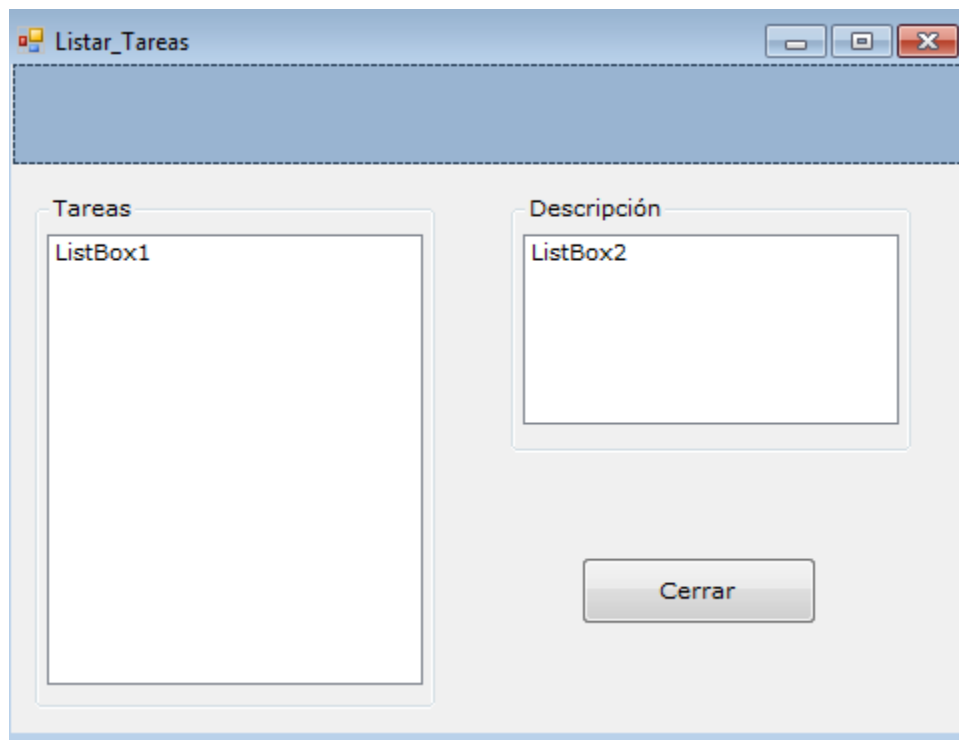 Listar_Tareas
Tareas
ListBox1
Descripción
ListBox2
Cerrar